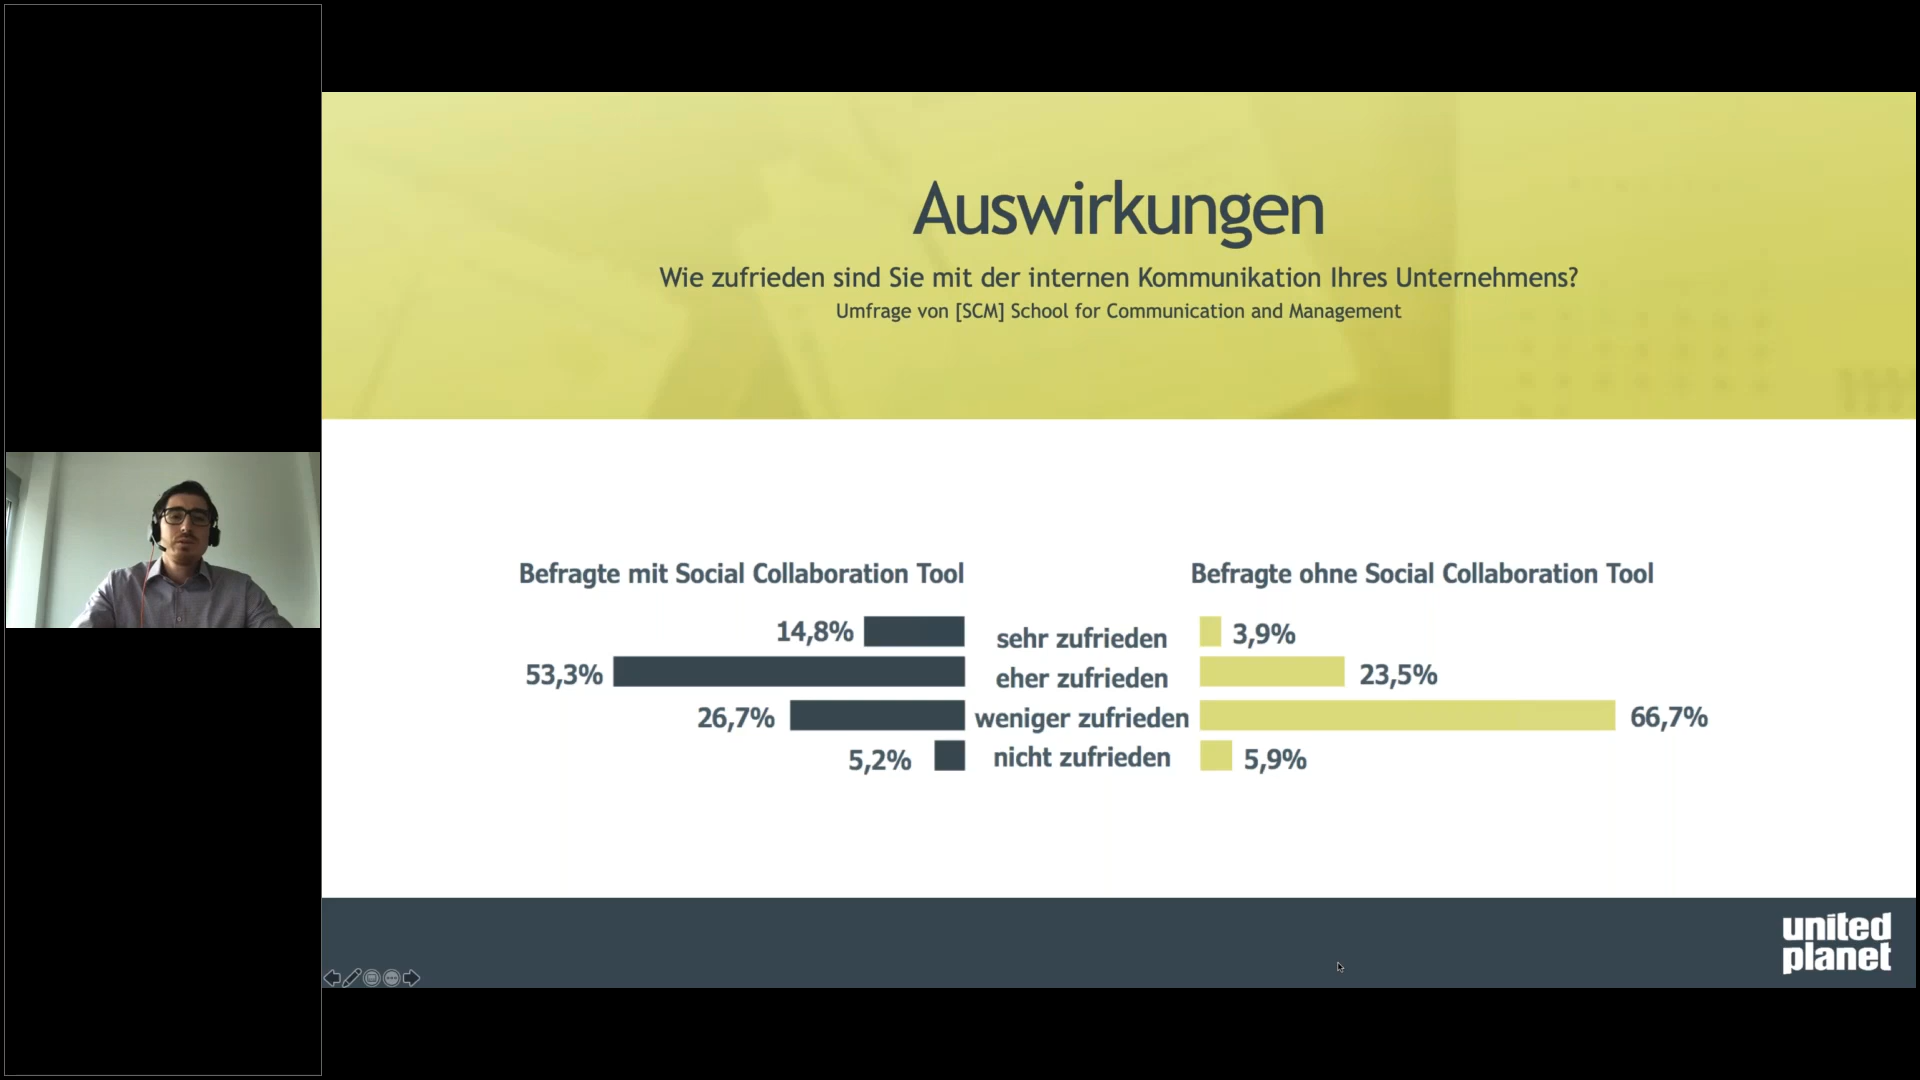 Auswirkungen
Wie zufrieden sind Sie mit der internen Kommunikation Ihres Unternehmens?
Umfrage von [SCM] School for Communication and Management
Befragte mit Social Collaboration Tool
Befragte ohne Social Collaboration Tool
14,8% sehr zufrieden 3,9%
53,3% eher zufrieden 23,5%
26,7% weniger zufrieden 66,7%
5,2% nicht zufrieden 5,9%
united
planet